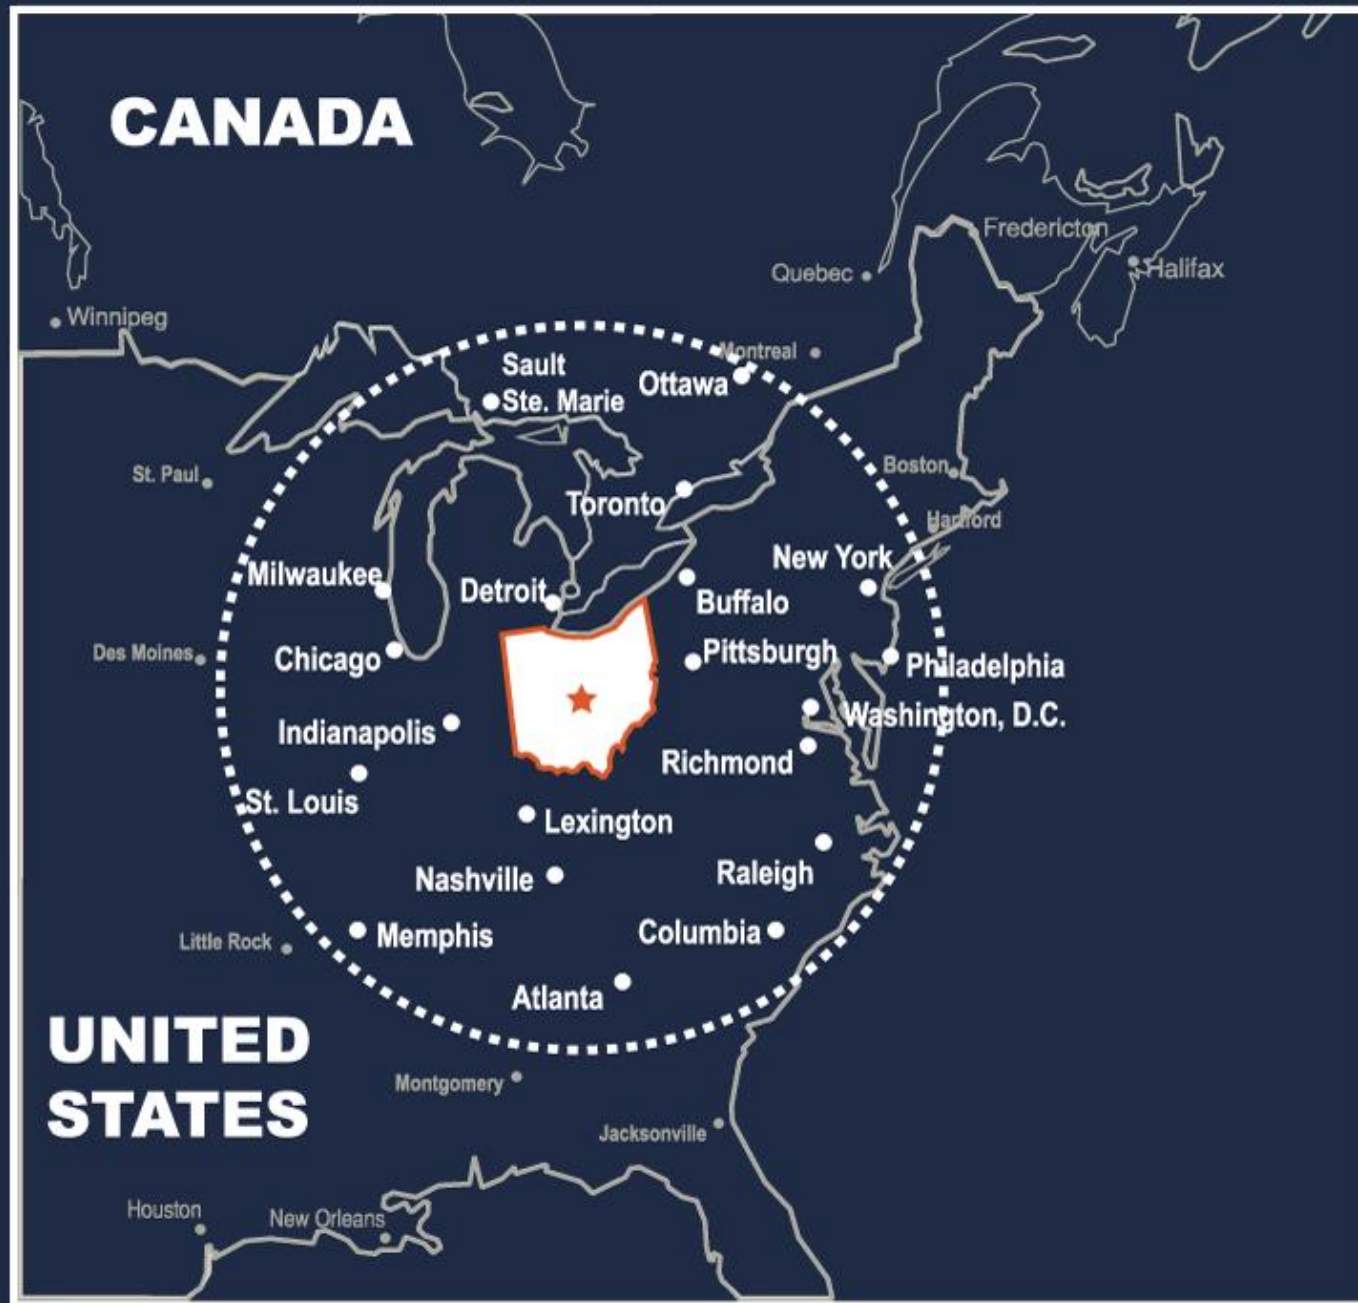 CANADA
Fredericton
Quebec
Halifax
Winnipeg
Montreal
Sault
Ste. Marie
Ottawa
St. Paul
Boston
Toronto
Hartford
New York
Milwaukee
Detroit
Buffalo
Des Moines
Chicago
Pittsburgh
Philadelphia
Indianapolis
Washington, D.C.
Richmond
St. Louis
Lexington
Nashville
Raleigh
Little Rock
Memphis
Columbia
Atlanta
UNITED
STATES
Montgomery
Jacksonville
Houston
New Orleans